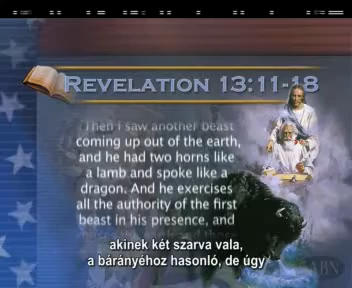 REVELATION 13:11-18
Then I saw another beast
coming up out of the earth,
and he had two horns like
a lamb and spoke like a
dragon. And he exercises
all the authority of the first
beast in his presence, and
akinek két szarva vala,
a bárányéhoz hasonló, de úgy
ABN